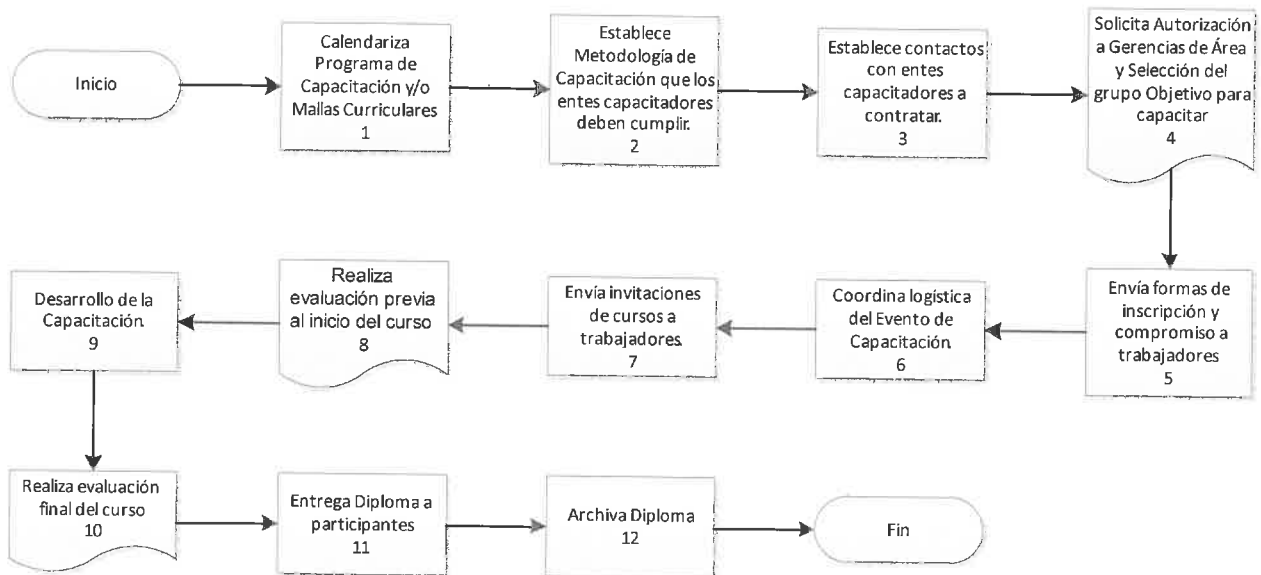 Inicio
Calendariza
Programa de
Capacitación y/o
Mallas Curriculares
1
Establece
Metodología de
Capacitación que los
entes capacitadores
deben cumplir.
2
Establece contactos
con entes
capacitadores a
contratar.
3
Solicita Autorización
a Gerencias de Área
y Selección del
grupo Objetivo para
capacitar
4
Envía formas de
inscripción y
compromiso a
trabajadores
5
Coordina logística
del Evento de
Capacitación.
6
Envía invitaciones
de cursos a
trabajadores.
7
Realiza
evaluación previa
al inicio del curso
8
Desarrollo de la
Capacitación.
9
Realiza evaluación
final del curso
10
Entrega Diploma a
participantes
11
Archiva Diploma
12
Fin